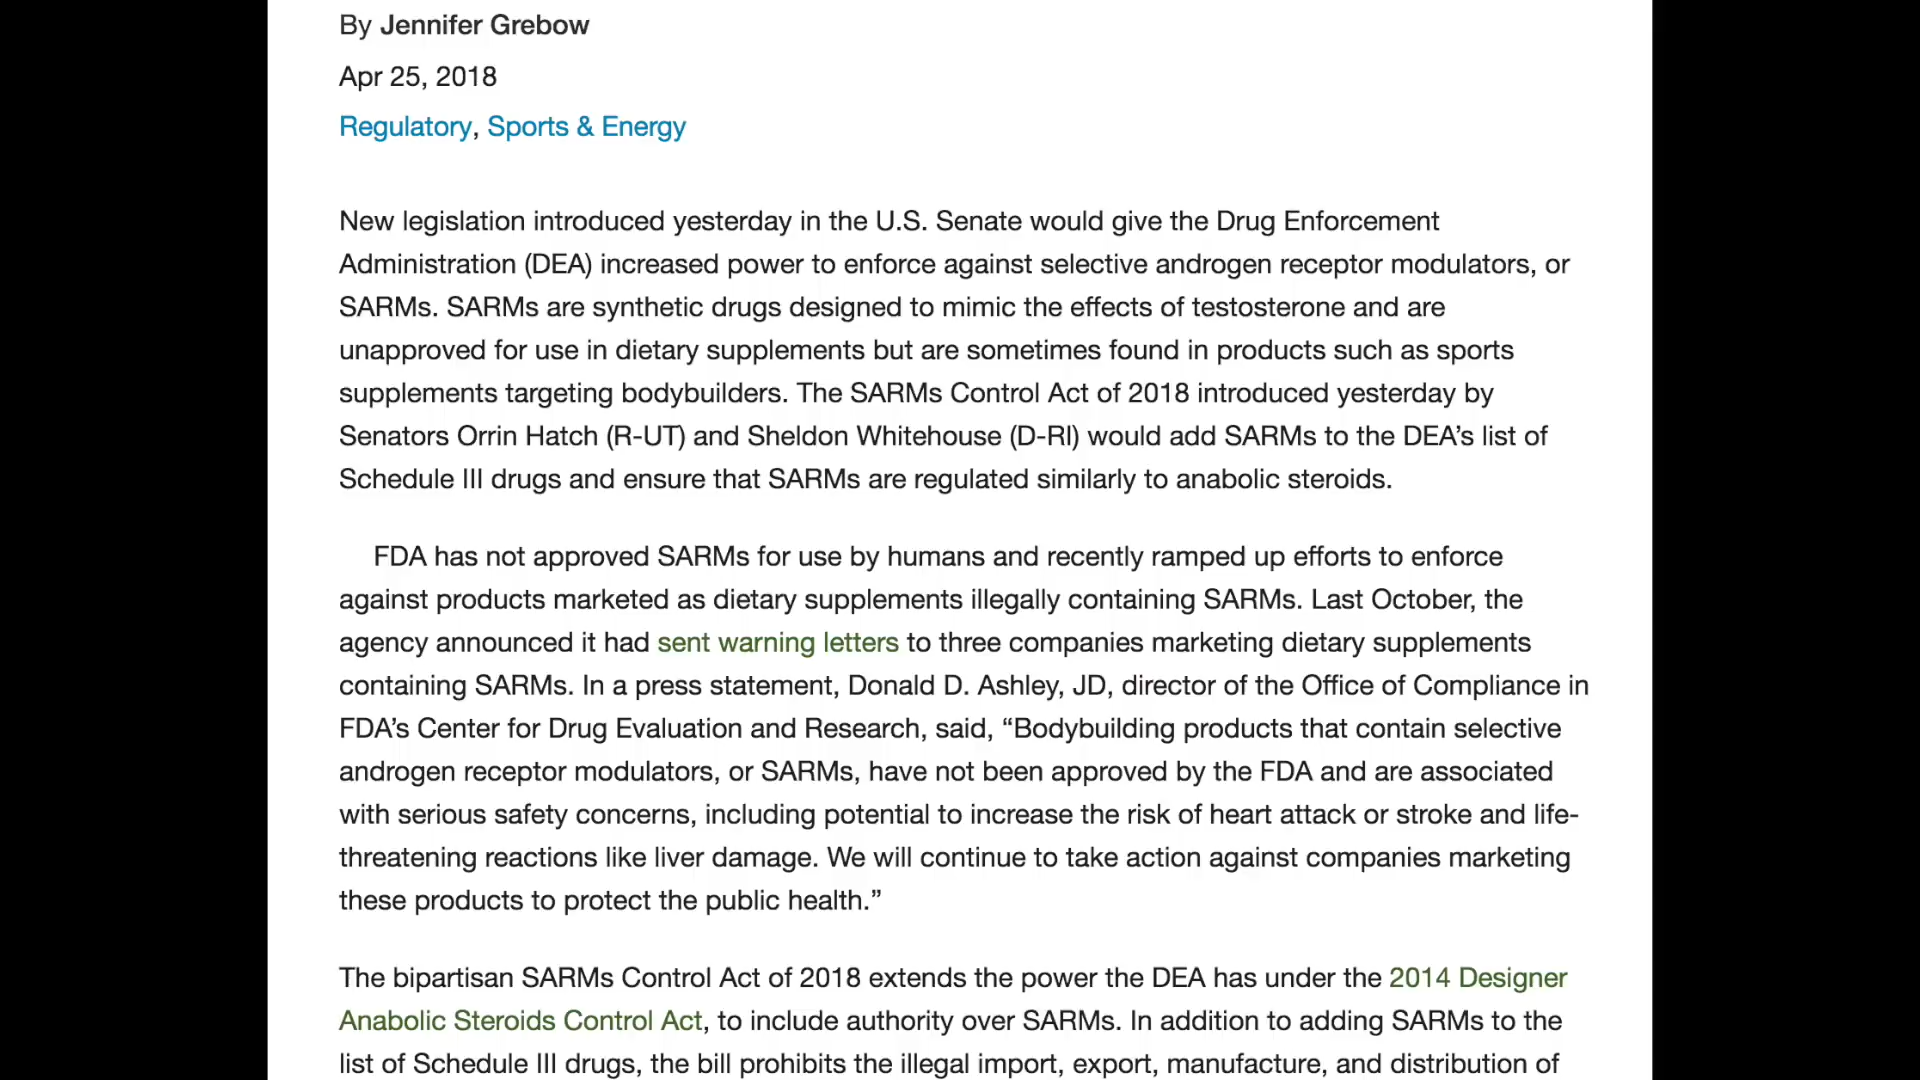 By Jennifer Grebow
Apr 25, 2018
Regulatory, Sports & Energy
New legislation introduced yesterday in the U.S. Senate would give the Drug Enforcement
Administration (DEA) increased power to enforce against selective androgen receptor modulators, or
SARMs. SARMs are synthetic drugs designed to mimic the effects of testosterone and are
unapproved for use in dietary supplements but are sometimes found in products such as sports
supplements targeting bodybuilders. The SARMs Control Act of 2018 introduced yesterday by
Senators Orrin Hatch (R-UT) and Sheldon Whitehouse (D-RI) would add SARMs to the DEA’s list of
Schedule III drugs and ensure that SARMs are regulated similarly to anabolic steroids.
FDA has not approved SARMs for use by humans and recently ramped up efforts to enforce
against products marketed as dietary supplements illegally containing SARMs. Last October, the
agency announced it had sent warning letters to three companies marketing dietary supplements
containing SARMs. In a press statement, Donald D. Ashley, JD, director of the Office of Compliance in
FDA’s Center for Drug Evaluation and Research, said, “Bodybuilding products that contain selective
androgen receptor modulators, or SARMs, have not been approved by the FDA and are associated
with serious safety concerns, including potential to increase the risk of heart attack or stroke and life-
threatening reactions like liver damage. We will continue to take action against companies marketing
these products to protect the public health.”
The bipartisan SARMs Control Act of 2018 extends the power the DEA has under the 2014 Designer
Anabolic Steroids Control Act, to include authority over SARMs. In addition to adding SARMs to the
list of Schedule III drugs, the bill prohibits the illegal import, export, manufacture, and distribution of